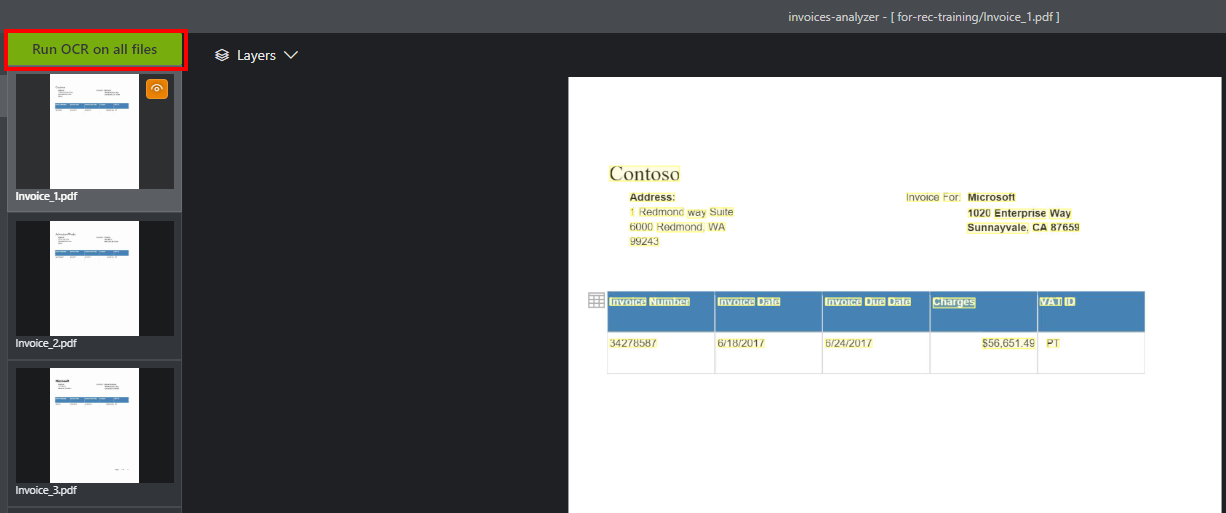 invoices-analyzer - [ for-rec-training/Invoice_1.pdf ]
Run OCR on all files
Layers
Invoice_1.pdf
Invoice_2.pdf
Invoice_3.pdf
Contoso
Address:
1 Redmond way Suite
6000 Redmond, WA
99243
Invoice For: Microsoft
1020 Enterprise Way
Sunnayvale, CA 87659
Invoice Number Invoice Date Invoice Due Date Charges VAT ID
34278587 6/18/2017 6/24/2017 $56,651.49 PT